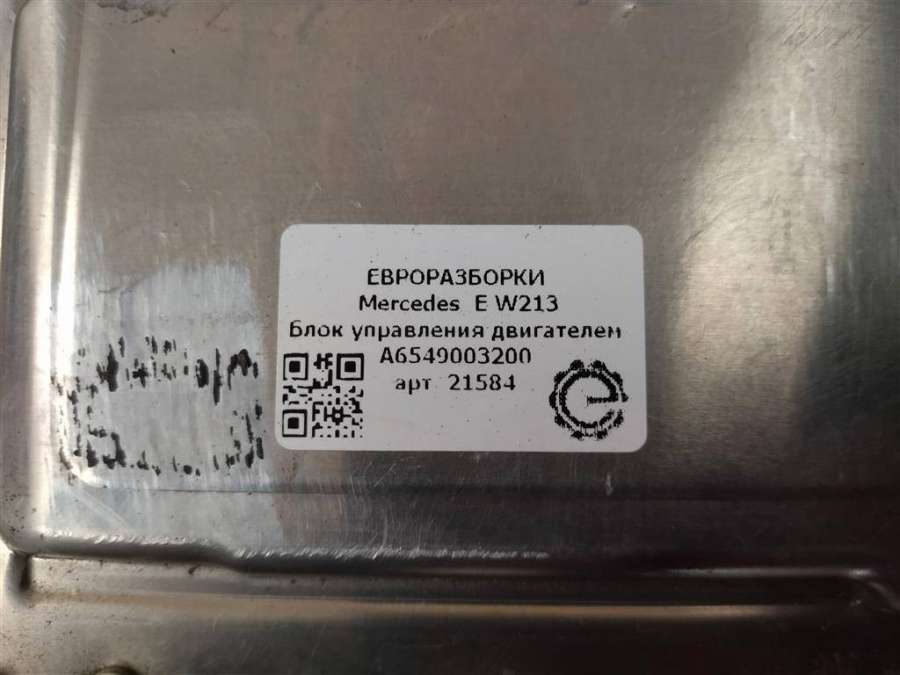 ЕВРОРАЗБОРКИ
Mercedes E W213
Блок управления двигателем
A6549003200
арт. 21584